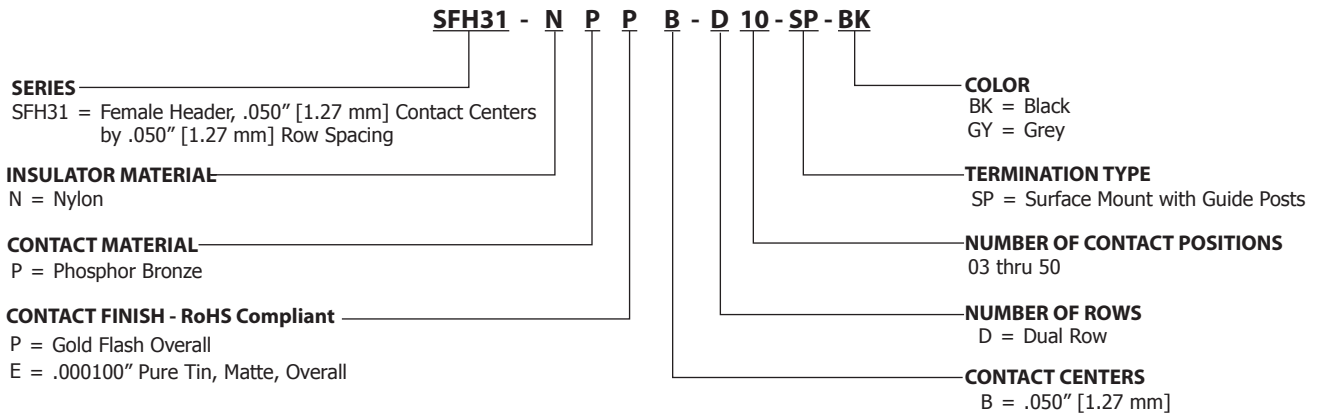 SFH31 - N P P B - D 10 - SP - BK
SERIES
SFH31 = Female Header, .050” [1.27 mm] Contact Centers
by .050” [1.27 mm] Row Spacing
INSULATOR MATERIAL
N = Nylon
CONTACT MATERIAL
P = Phosphor Bronze
CONTACT FINISH - RoHS Compliant
P = Gold Flash Overall
E = .000100” Pure Tin, Matte, Overall
COLOR
BK = Black
GY = Grey
TERMINATION TYPE
SP = Surface Mount with Guide Posts
NUMBER OF CONTACT POSITIONS
03 thru 50
NUMBER OF ROWS
D = Dual Row
CONTACT CENTERS
B = .050” [1.27 mm]